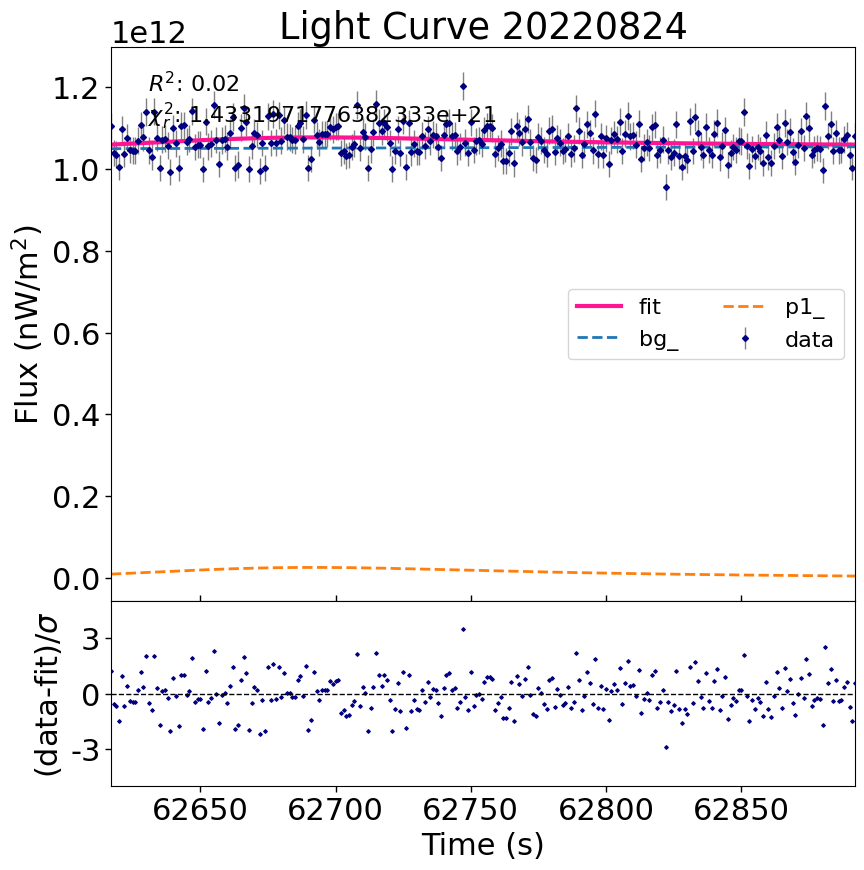 Light Curve 20220824
1e12
R²: 0.02
χ²ᵣ: 1.4331971776382333e+21
1.2
1.0
0.8
0.6
0.4
0.2
0.0
Flux (nW/m²)
fit
bg_
p1_
data
3
0
-3
(data-fit)/σ
62650 62700 62750 62800 62850
Time (s)